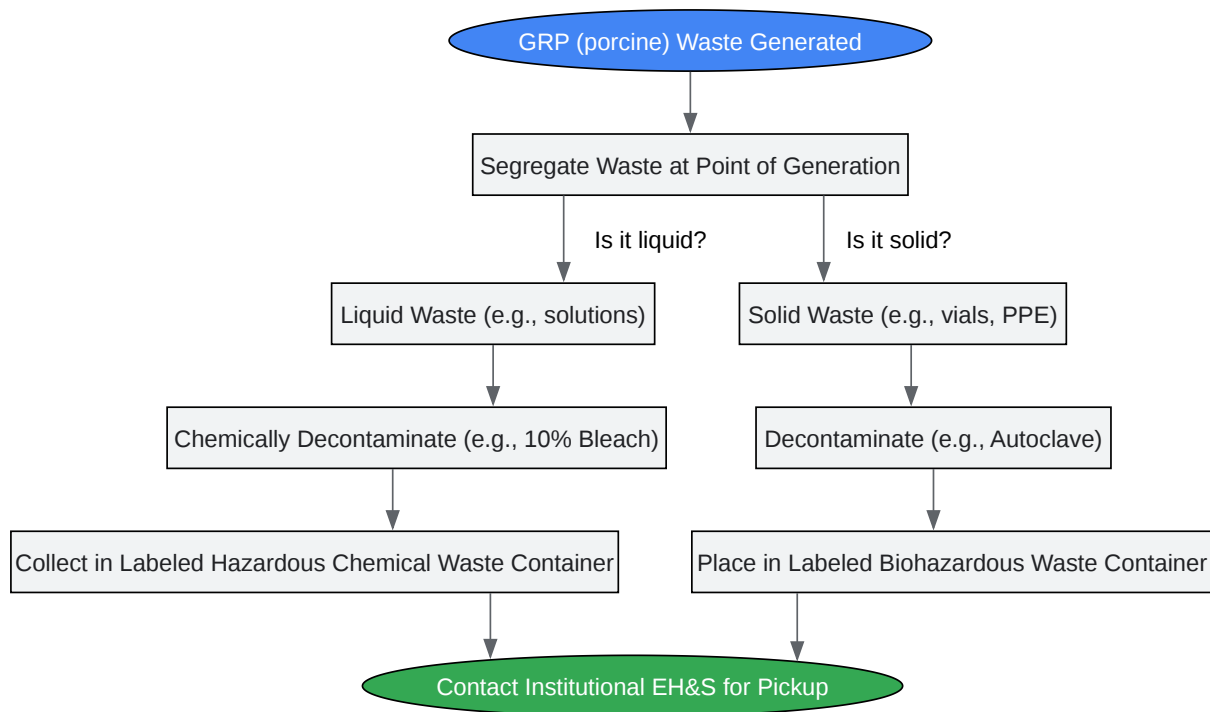 GRP (porcine) Waste Generated
Segregate Waste at Point of Generation
Is it liquid?
Is it solid?
Liquid Waste (e.g., solutions)
Solid Waste (e.g., vials, PPE)
Chemically Decontaminate (e.g., 10% Bleach)
Decontaminate (e.g., Autoclave)
Collect in Labeled Hazardous Chemical Waste Container
Place in Labeled Biohazardous Waste Container
Contact Institutional EH&S for Pickup